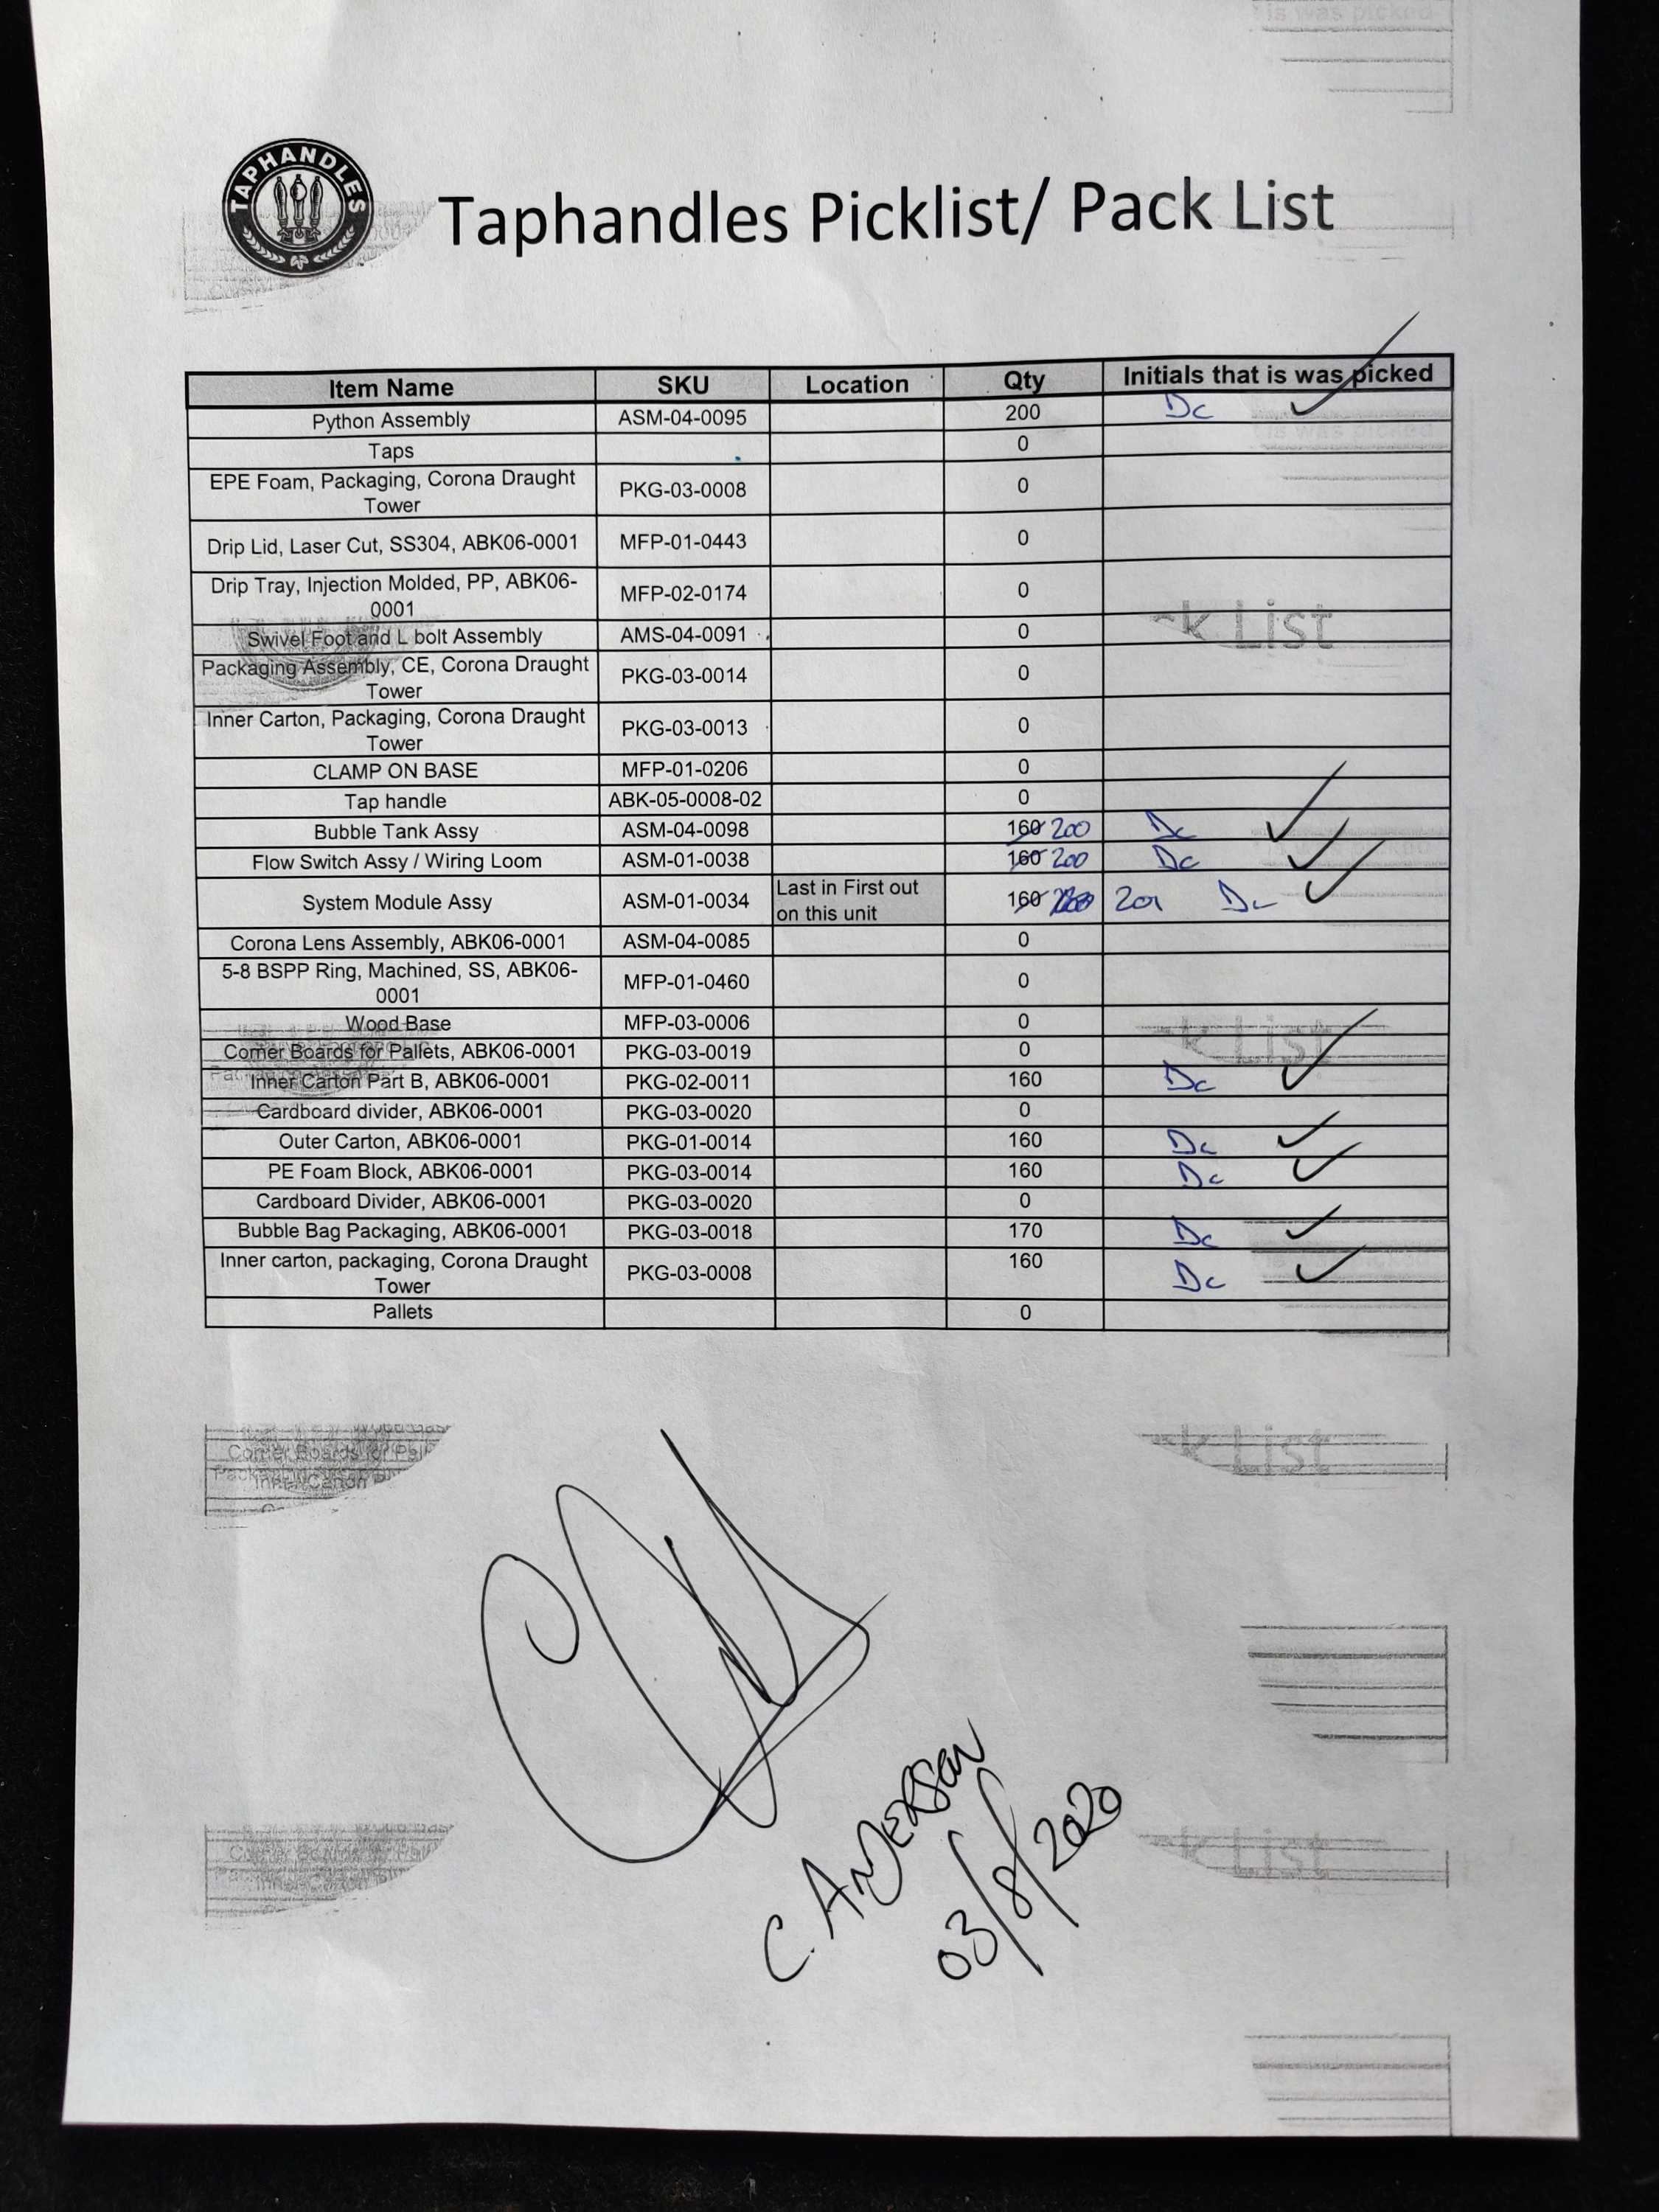 TAPHANDLES
Taphandles Picklist/ Pack List
Item Name SKU Location Qty Initials that is was picked
Python Assembly ASM-04-0095 200 Dc ✓
Taps 0
EPE Foam, Packaging, Corona Draught
Tower PKG-03-0008 0
Drip Lid, Laser Cut, SS304, ABK06-0001 MFP-01-0443 0
Drip Tray, Injection Molded, PP, ABK06-
0001 MFP-02-0174 0
Swivel Foot and L bolt Assembly AMS-04-0091 0
Packaging Assembly, CE, Corona Draught
Tower PKG-03-0014 0
Inner Carton, Packaging, Corona Draught
Tower PKG-03-0013 0
CLAMP ON BASE MFP-01-0206 0
Tap handle ABK-05-0008-02 0
Bubble Tank Assy ASM-04-0098 160 200 Dc ✓
Flow Switch Assy / Wiring Loom ASM-01-0038 160 200 Dc ✓
System Module Assy ASM-01-0034 Last in First out
on this unit 160 201 Dc ✓
Corona Lens Assembly, ABK06-0001 ASM-04-0085 0
5-8 BSPP Ring, Machined, SS, ABK06-
0001 MFP-01-0460 0
Wood Base MFP-03-0006 0
Corner Boards for Pallets, ABK06-0001 PKG-03-0019 0
Inner Carton Part B, ABK06-0001 PKG-02-0011 160 Dc ✓
Cardboard divider, ABK06-0001 PKG-03-0020 0
Outer Carton, ABK06-0001 PKG-01-0014 160 Dc ✓
PE Foam Block, ABK06-0001 PKG-03-0014 160 Dc ✓
Cardboard Divider, ABK06-0001 PKG-03-0020 0
Bubble Bag Packaging, ABK06-0001 PKG-03-0018 170 Dc ✓
Inner carton, packaging, Corona Draught
Tower PKG-03-0008 160 Dc ✓
Pallets 0
C. ANDERSON
03/8/2020